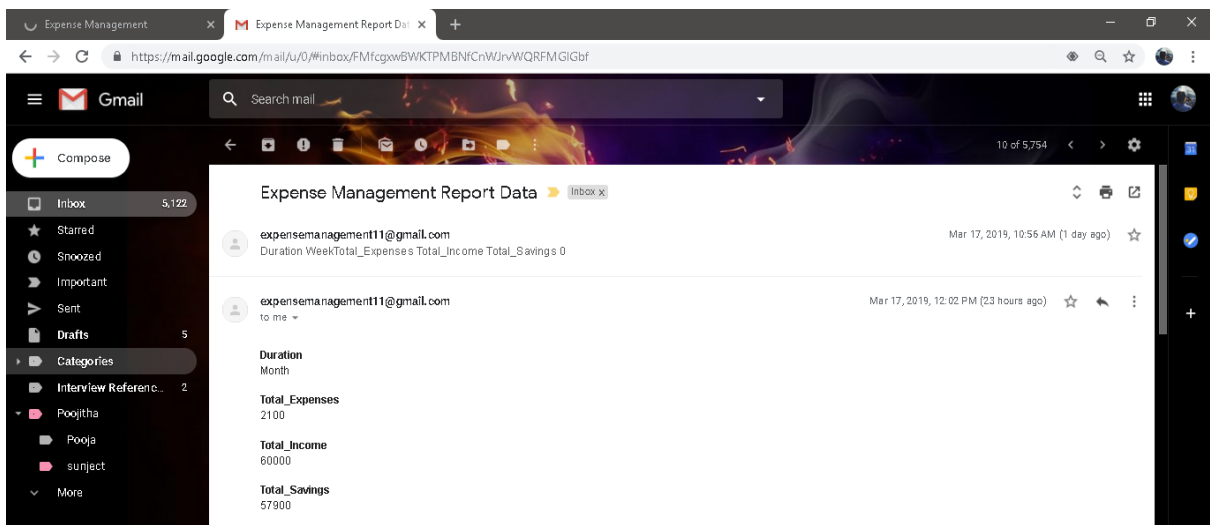 Expense Management
Expense Management Report Dat
https://mail.google.com/mail/u/0/#inbox/FMfcgxwBWKTPMBNfCnWJrvWQRFMGlGbf
Gmail
Search mail
Compose
10 of 5,754
Inbox 5,122
Starred
Snoozed
Important
Sent
Drafts 5
Categories
Interview Referenc... 2
Poojitha
Pooja
sunject
More
Expense Management Report Data Inbox x
expensemanagement11@gmail.com Mar 17, 2019, 10:56 AM (1 day ago)
Duration WeekTotal_Expenses Total_Income Total_Savings 0
expensemanagement11@gmail.com Mar 17, 2019, 12:02 PM (23 hours ago)
to me
Duration
Month
Total_Expenses
2100
Total_Income
60000
Total_Savings
57900
31